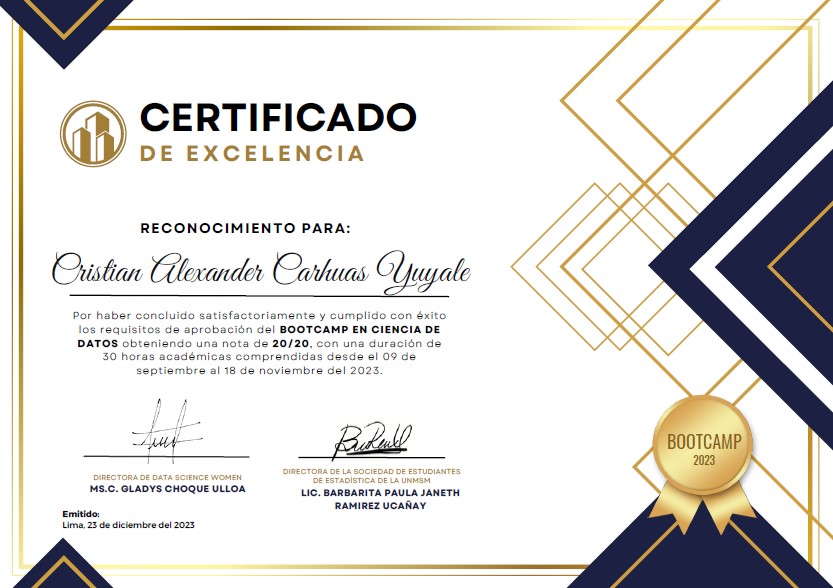 CERTIFICADO
DE EXCELENCIA
RECONOCIMIENTO PARA:
Cristian Alexander Carhuas Yuyale
Por haber concluido satisfactoriamente y cumplido con éxito
los requisitos de aprobación del BOOTCAMP EN CIENCIA DE
DATOS obteniendo una nota de 20/20, con una duración de
30 horas académicas comprendidas desde el 09 de
septiembre al 18 de noviembre del 2023.
DIRECTORA DE DATA SCIENCE WOMEN
MS.C. GLADYS CHOQUE ULLOA
DIRECTORA DE LA SOCIEDAD DE ESTUDIANTES
DE ESTADÍSTICA DE LA UNMSM
LIC. BARBARITA PAULA JANETH
RAMIREZ UCAÑAY
Emitido:
Lima, 23 de diciembre del 2023
BOOTCAMP
2023